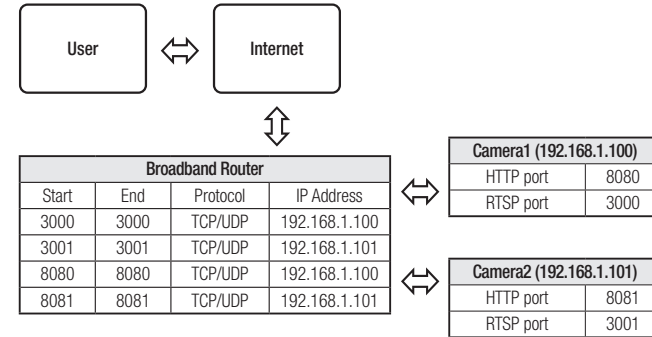 User
Internet
Broadband Router
Start End Protocol IP Address
3000 3000 TCP/UDP 192.168.1.100
3001 3001 TCP/UDP 192.168.1.101
8080 8080 TCP/UDP 192.168.1.100
8081 8081 TCP/UDP 192.168.1.101
Camera1 (192.168.1.100)
HTTP port 8080
RTSP port 3000
Camera2 (192.168.1.101)
HTTP port 8081
RTSP port 3001